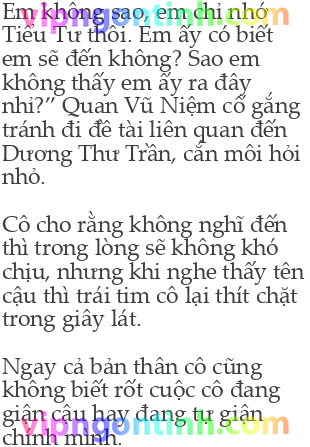 Em không sao, em chỉ nhớ
Tiểu Tư thôi. Em ấy có biết
em sẽ đến không? Sao em
không thấy em ấy ra đây
nhỉ?” Quan Vũ Niệm cố gắng
tránh đi đề tài liên quan đến
Dương Thư Trần, cắn môi hỏi
nhỏ.
Cô cho rằng không nghĩ đến
thì trong lòng sẽ không khó
chịu, nhưng khi nghe thấy tên
cậu thì trái tim cô lại thít chặt
trong giây lát.
Ngay cả bản thân cô cũng
không biết rốt cuộc cô đang
giận cậu hay đang tự giận
chính mình.
vipngontinh.com
vipngontinh.com